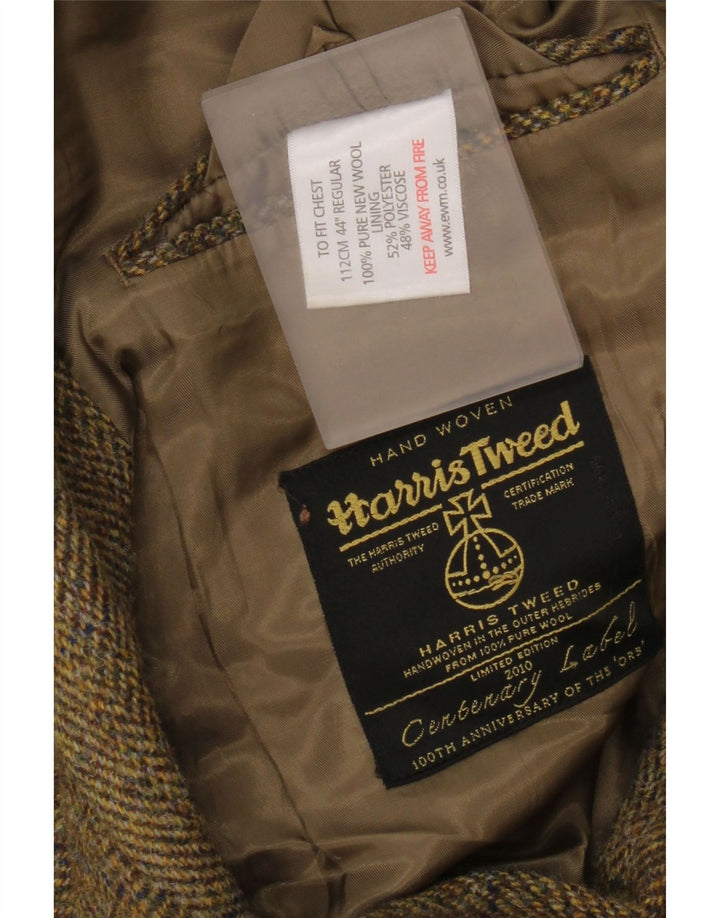 TO FIT CHEST
112CM 44" REGULAR
100% PURE NEW WOOL
LINING
52% POLYESTER
48% VISCOSE
KEEP AWAY FROM FIRE
www.ewm.co.uk
HAND WOVEN
Harris Tweed
THE HARRIS TWEED
AUTHORITY
CERTIFICATION
TRADE MARK
HARRIS TWEED
HANDWOVEN IN THE OUTER HEBRIDES
FROM 100% PURE WOOL
LIMITED EDITION
2010
Centenary Label
100TH ANNIVERSARY OF THE 'ORB'